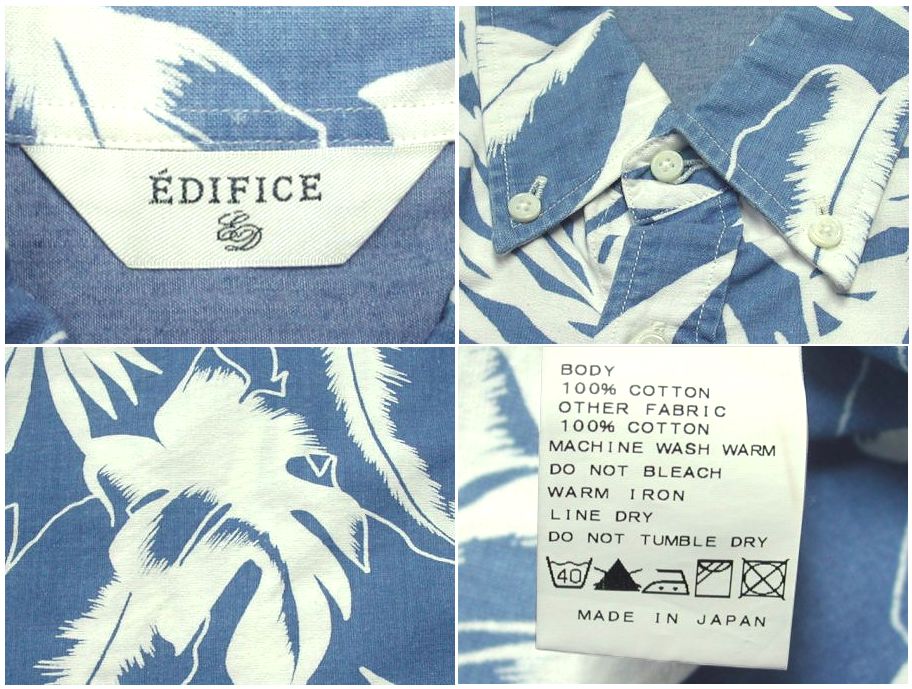 ÉDIFICE
BODY
100% COTTON
OTHER FABRIC
100% COTTON
MACHINE WASH WARM
DO NOT BLEACH
WARM IRON
LINE DRY
DO NOT TUMBLE DRY
40
MADE IN JAPAN